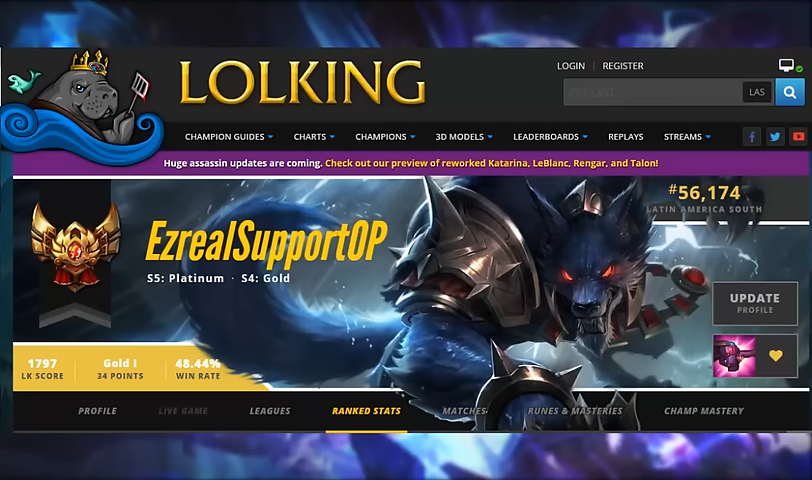 LOGIN | REGISTER
LOLKING
LAS
CHAMPION GUIDES CHARTS CHAMPIONS 3D MODELS LEADERBOARDS REPLAYS STREAMS
Huge assassin updates are coming. Check out our preview of reworked Katarina, LeBlanc, Rengar, and Talon!
#56,174
LATIN AMERICA SOUTH
EzrealSupportOP
S5: Platinum · S4: Gold
UPDATE
PROFILE
1797 Gold I 48.44%
LK SCORE 34 POINTS WIN RATE
PROFILE LIVE GAME LEAGUES RANKED STATS MATCHES RUNES & MASTERIES CHAMP MASTERY